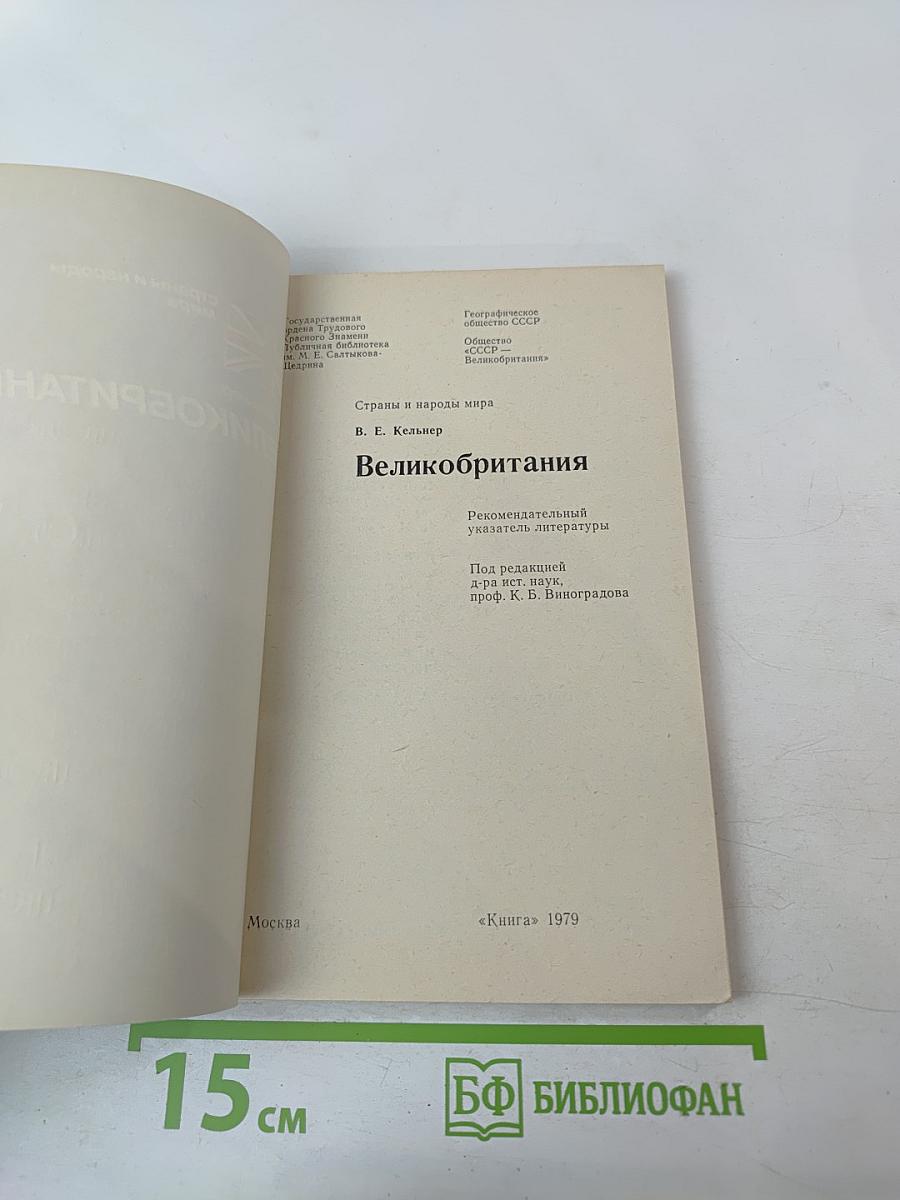 Государственная
ордена Трудового
Красного Знамени
Публичная библиотека
им. М. Е. Салтыкова-
Щедрина
Географическое
общество СССР
Общество
«СССР —
Великобритания»
Страны и народы мира
В. Е. Кельнер
Великобритания
Рекомендательный
указатель литературы
Под редакцией
д-ра ист. наук,
проф. К. Б. Виноградова
Москва
«Книга» 1979
15 см
БФ БИБЛИОФАН